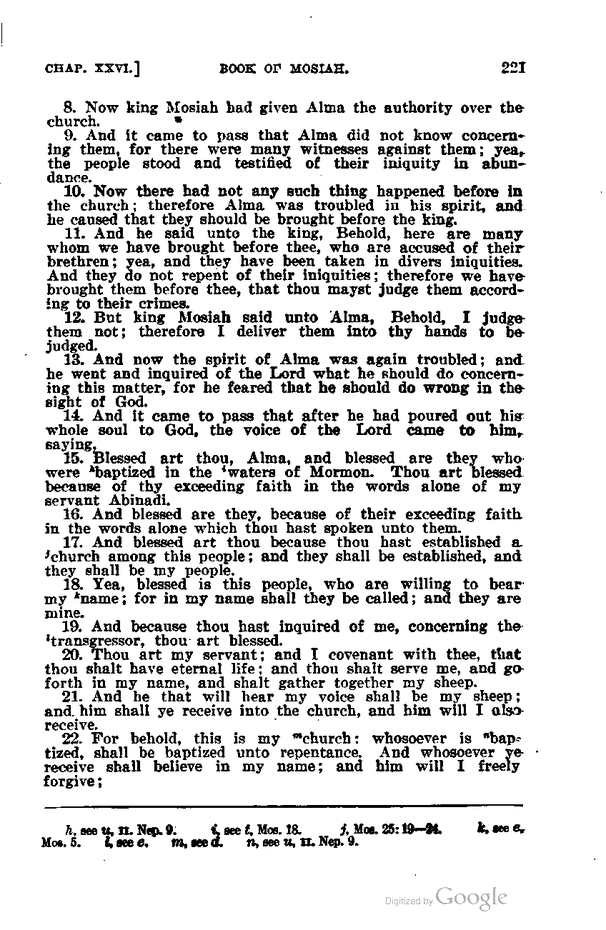 CHAP. XXVI.] BOOK OF MOSIAH. 221
8. Now king Mosiah had given Alma the authority over the
church.
9. And it came to pass that Alma did not know concern-
ing them, for there were many witnesses against them; yea,
the people stood and testified of their iniquity in abun-
dance.
10. Now there had not any such thing happened before in
the church; therefore Alma was troubled in his spirit, and
he caused that they should be brought before the king.
11. And he said unto the king, Behold, here are many
whom we have brought before thee, who are accused of their
brethren; yea, and they have been taken in divers iniquities.
And they do not repent of their iniquities; therefore we have
brought them before thee, that thou mayst judge them accord-
ing to their crimes.
12. But king Mosiah said unto Alma, Behold, I judge
them not; therefore I deliver them into thy hands to be
judged.
13. And now the spirit of Alma was again troubled; and
he went and inquired of the Lord what he should do concern-
ing this matter, for he feared that he should do wrong in the
sight of God.
14. And it came to pass that after he had poured out his
whole soul to God, the voice of the Lord came to him,
saying,
15. Blessed art thou, Alma, and blessed are they who
were ʰbaptized in the ⁱwaters of Mormon. Thou art blessed
because of thy exceeding faith in the words alone of my
servant Abinadi.
16. And blessed are they, because of their exceeding faith
in the words alone which thou hast spoken unto them.
17. And blessed art thou because thou hast established a
ʲchurch among this people; and they shall be established, and
they shall be my people.
18. Yea, blessed is this people, who are willing to bear
my ᵏname; for in my name shall they be called; and they are
mine.
19. And because thou hast inquired of me, concerning the
ˡtransgressor, thou art blessed.
20. Thou art my servant; and I covenant with thee, that
thou shalt have eternal life; and thou shalt serve me, and go
forth in my name, and shalt gather together my sheep.
21. And he that will hear my voice shall be my sheep;
and him shall ye receive into the church, and him will I also
receive.
22. For behold, this is my ᵐchurch: whosoever is ⁿbap-
tized, shall be baptized unto repentance. And whosoever ye
receive shall believe in my name; and him will I freely
forgive;
h, see u, II. Nep. 9. i, see t, Mos. 18. j, Mos. 25:19—24. k, see e,
Mos. 5. l, see e. m, see d. n, see u, II. Nep. 9.
Digitized by Google